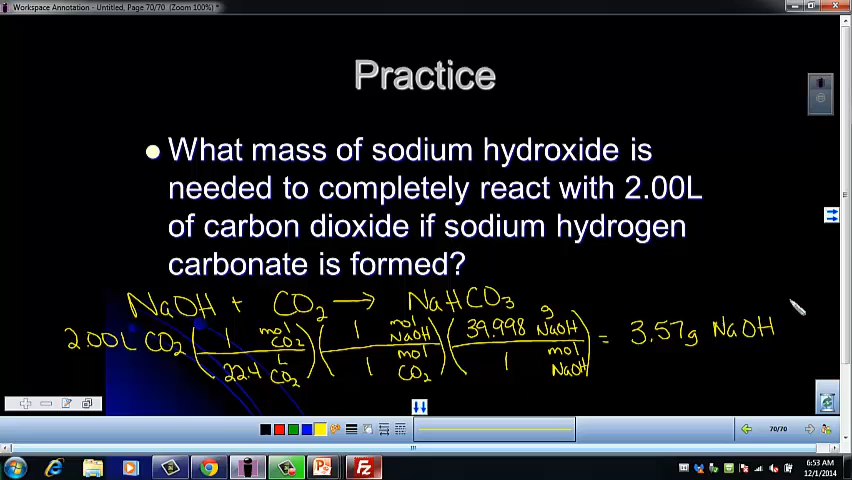 Workspace Annotation - Untitled, Page 70/70 (Zoom 100%) *
Practice
What mass of sodium hydroxide is
needed to completely react with 2.00L
of carbon dioxide if sodium hydrogen
carbonate is formed?
NaOH + CO₂ → NaHCO₃
2.00L CO₂ (1 mol CO₂ / 22.4 L CO₂) (1 mol NaOH / 1 mol CO₂) (39.998 g NaOH / 1 mol NaOH) = 3.57g NaOH
70/70
6:53 AM
12/1/2014